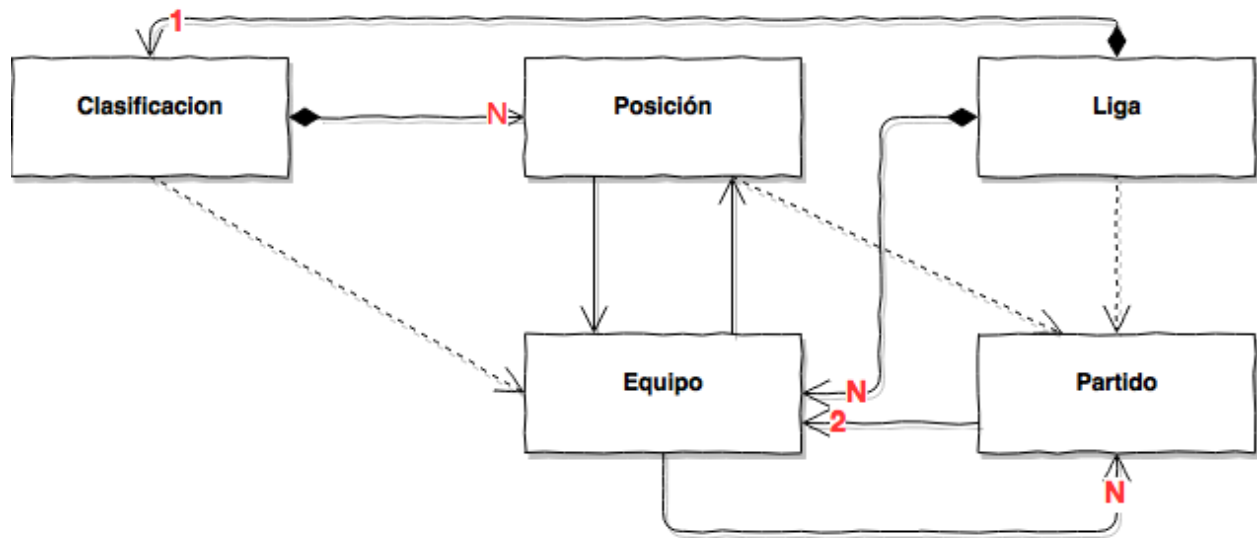 1
Clasificacion
N
Posición
Liga
Equipo
N
2
Partido
N